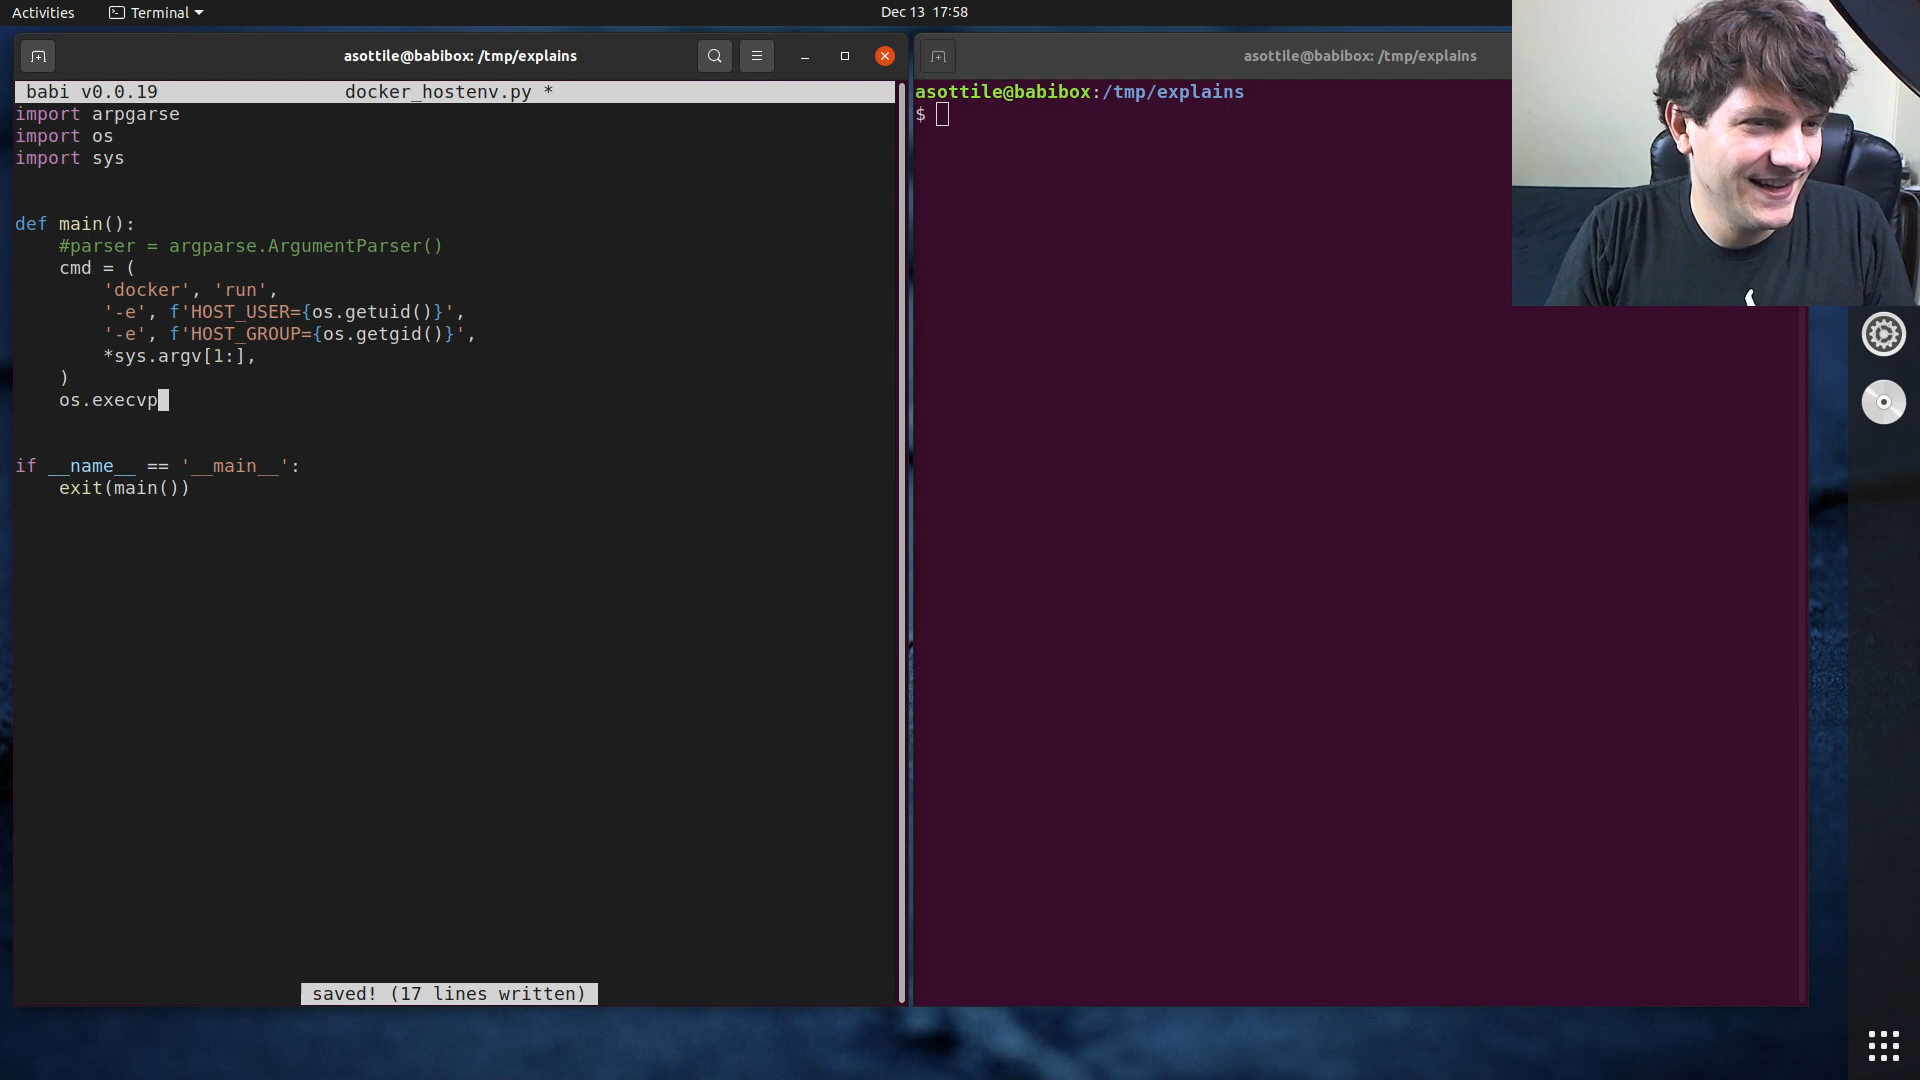 Activities
Terminal
Dec 13 17:58
asottile@babibox: /tmp/explains
babi v0.0.19 docker_hostenv.py *
import arpgarse
import os
import sys
def main():
    #parser = argparse.ArgumentParser()
    cmd = (
        'docker', 'run',
        '-e', f'HOST_USER={os.getuid()}',
        '-e', f'HOST_GROUP={os.getgid()}',
        *sys.argv[1:],
    )
    os.execvp
if __name__ == '__main__':
    exit(main())
saved! (17 lines written)
asottile@babibox: /tmp/explains
asottile@babibox:/tmp/explains
$